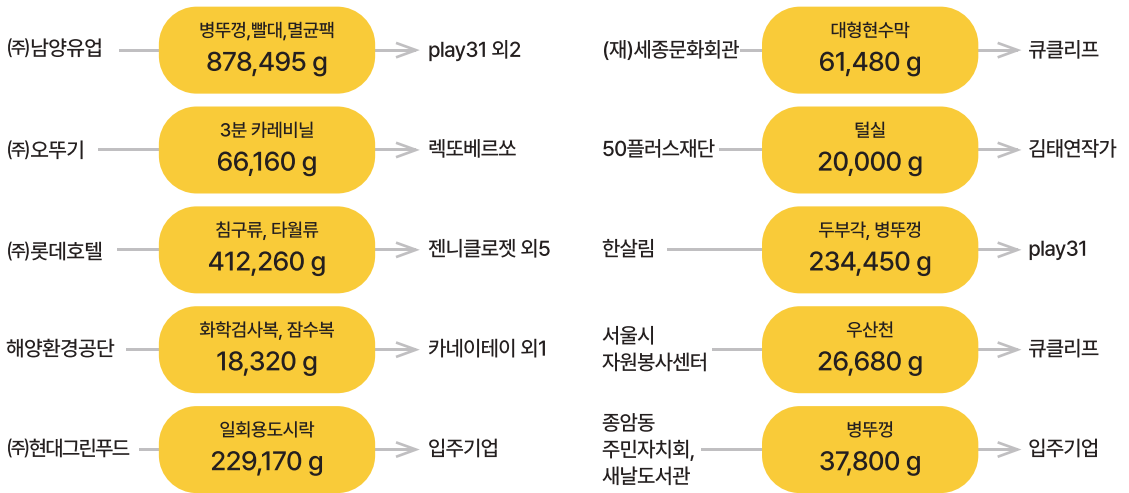 ㈜남양유업
병뚜껑,빨대,멸균팩
878,495 g
play31 외2
㈜오뚜기
3분 카레비닐
66,160 g
렉또베르쏘
㈜롯데호텔
침구류, 타월류
412,260 g
젠니클로젯 외5
해양환경공단
화학검사복, 잠수복
18,320 g
카네이테이 외1
㈜현대그린푸드
일회용도시락
229,170 g
입주기업
(재)세종문화회관
대형현수막
61,480 g
큐클리프
50플러스재단
털실
20,000 g
김태연작가
한살림
두부각, 병뚜껑
234,450 g
play31
서울시
자원봉사센터
우산천
26,680 g
큐클리프
종암동
주민자치회,
새날도서관
병뚜껑
37,800 g
입주기업